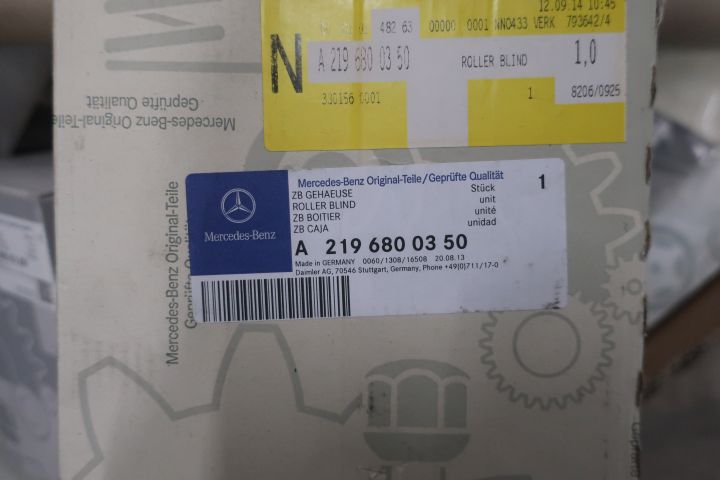 12.09.14 10:45
48263 00000 0001 NN0433 VERK 793642/4
N
A 219 680 03 50 ROLLER BLIND 1,0
330156 0001 1 8206/0925
Mercedes-Benz Original-Teile
Geprüfte Qualität
Mercedes-Benz Original-Teile/Geprüfte Qualität
ZB GEHAEUSE Stück 1
ROLLER BLIND unit
ZB BOITIER unité
ZB CAJA unidad
Mercedes-Benz
A 219 680 03 50
Made in GERMANY 0060/1308/16508 20.08.13
Daimler AG, 70546 Stuttgart, Germany, Phone +49(0)711/17-0
Mercedes-Benz Original-Teile
Geprüfte Qualität